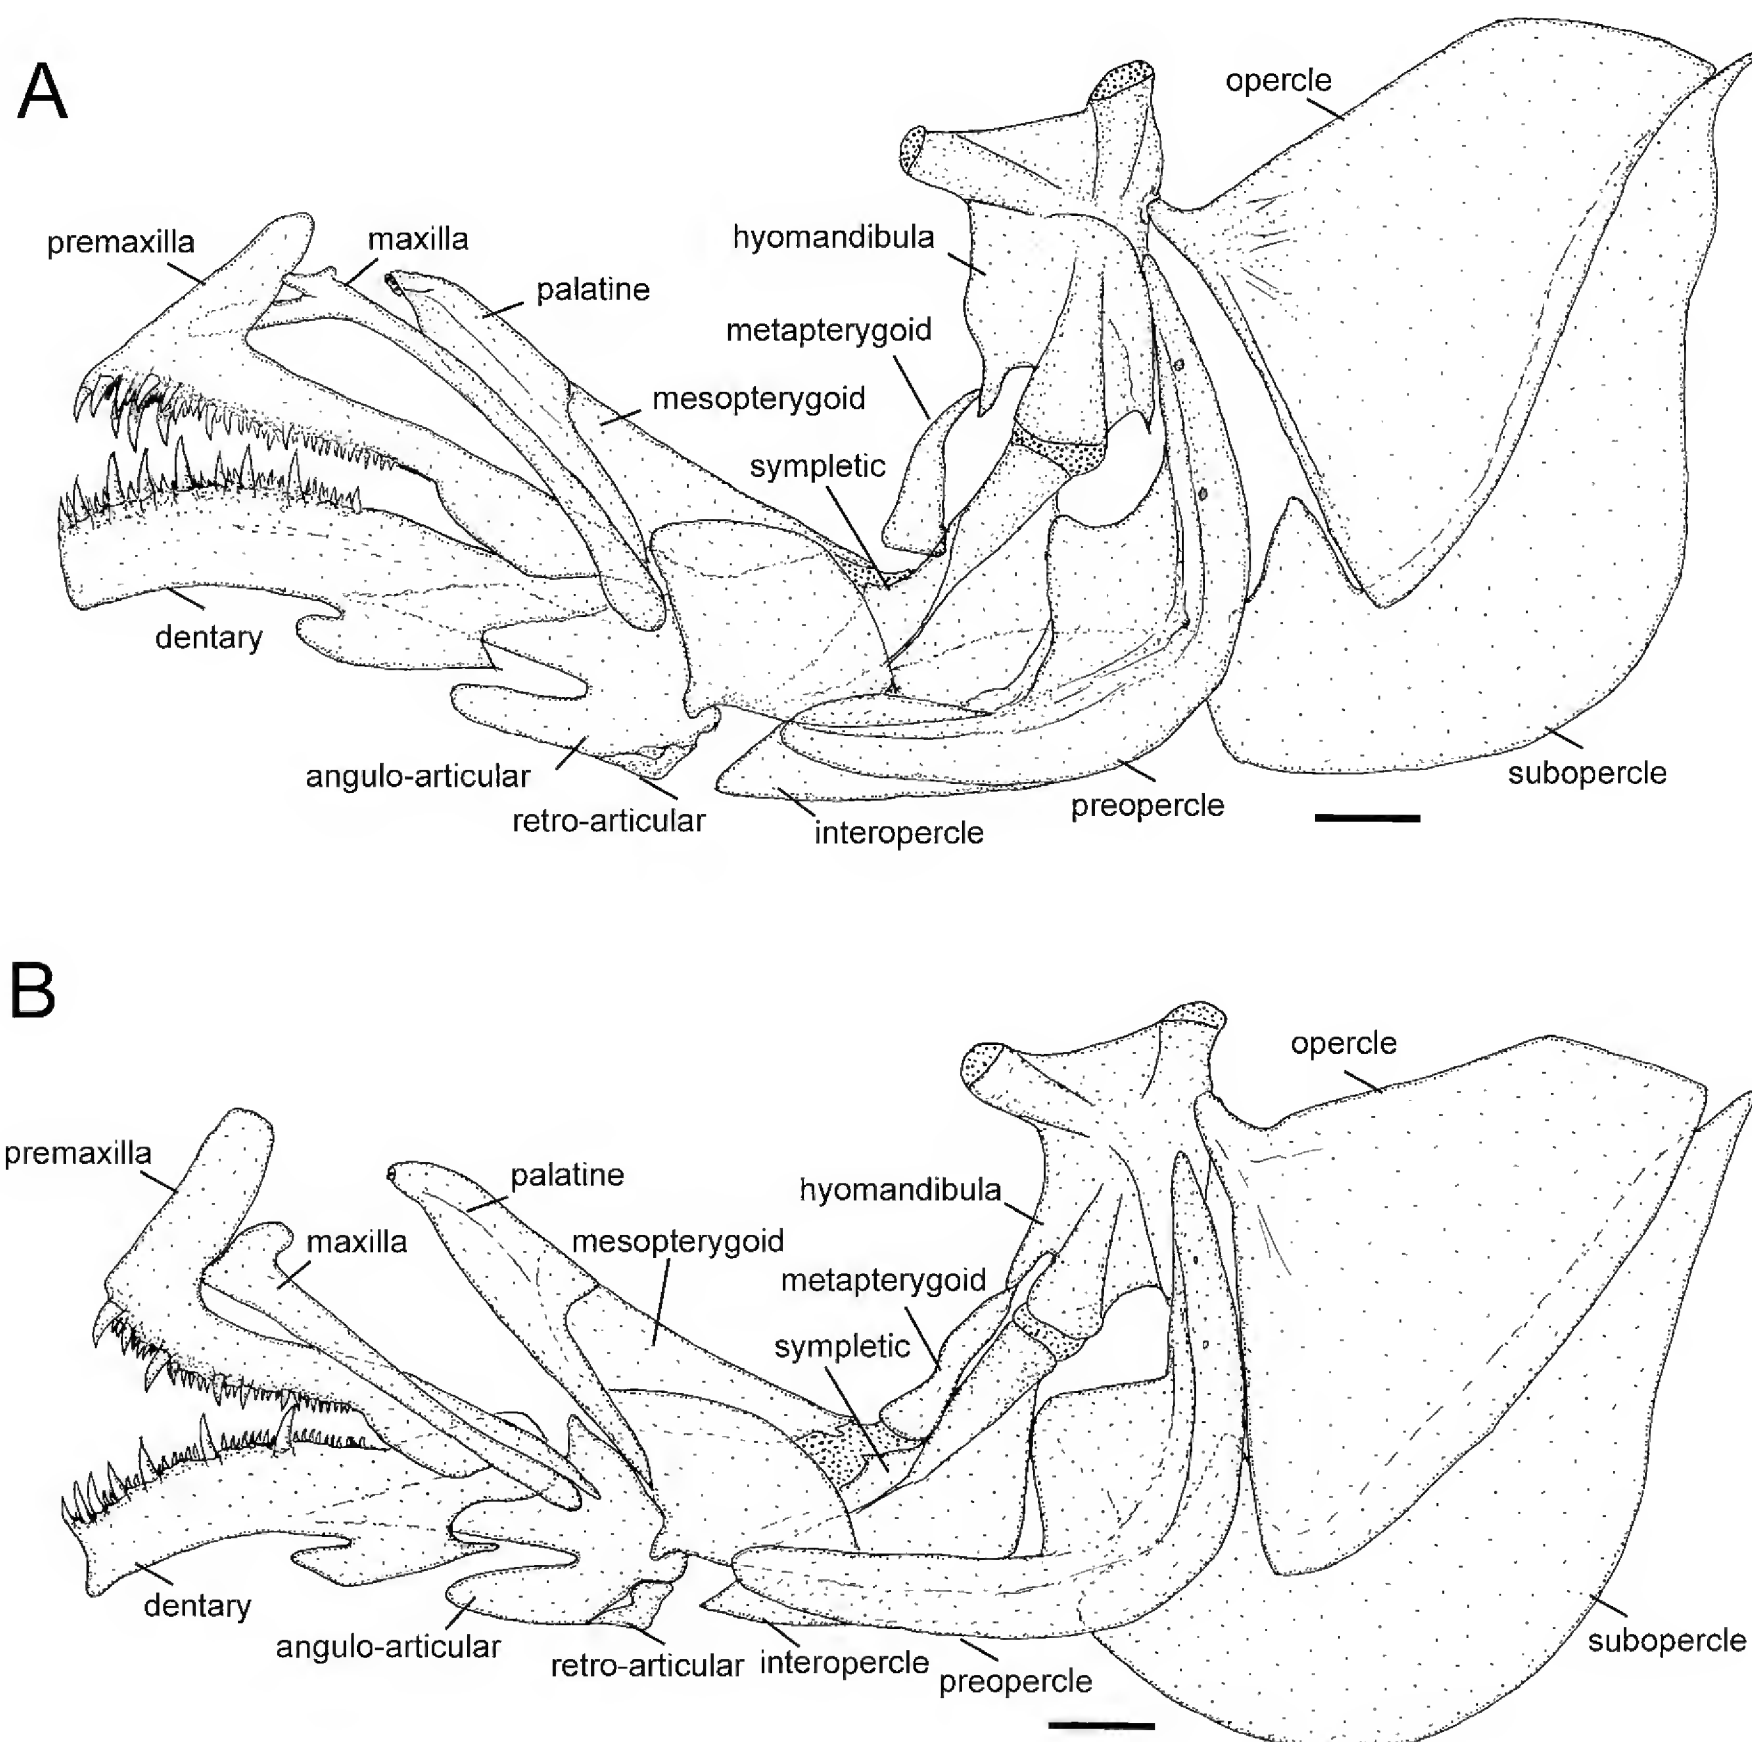 A
opercle
premaxilla
maxilla
hyomandibula
palatine
metapterygoid
mesopterygoid
sympletic
dentary
angulo-articular
retro-articular
interopercle
preopercle
subopercle
B
opercle
premaxilla
palatine
hyomandibula
maxilla
mesopterygoid
metapterygoid
sympletic
dentary
angulo-articular
retro-articular
interopercle
preopercle
subopercle